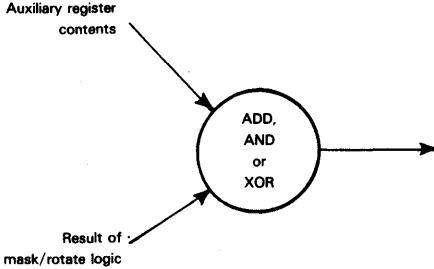 Auxiliary register
contents
ADD,
AND
or
XOR
Result of
mask/rotate logic